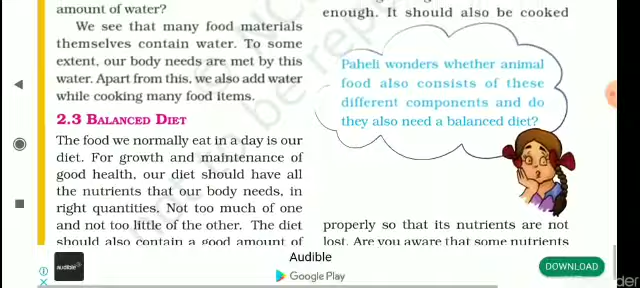 amount of water?
We see that many food materials
themselves contain water. To some
extent, our body needs are met by this
water. Apart from this, we also add water
while cooking many food items.
2.3 BALANCED DIET
The food we normally eat in a day is our
diet. For growth and maintenance of
good health, our diet should have all
the nutrients that our body needs, in
right quantities. Not too much of one
and not too little of the other. The diet
should also contain a good amount of
enough. It should also be cooked
Paheli wonders whether animal
food also consists of these
different components and do
they also need a balanced diet?
properly so that its nutrients are not
lost. Are you aware that some nutrients
audible
Audible
Google Play
DOWNLOAD
der